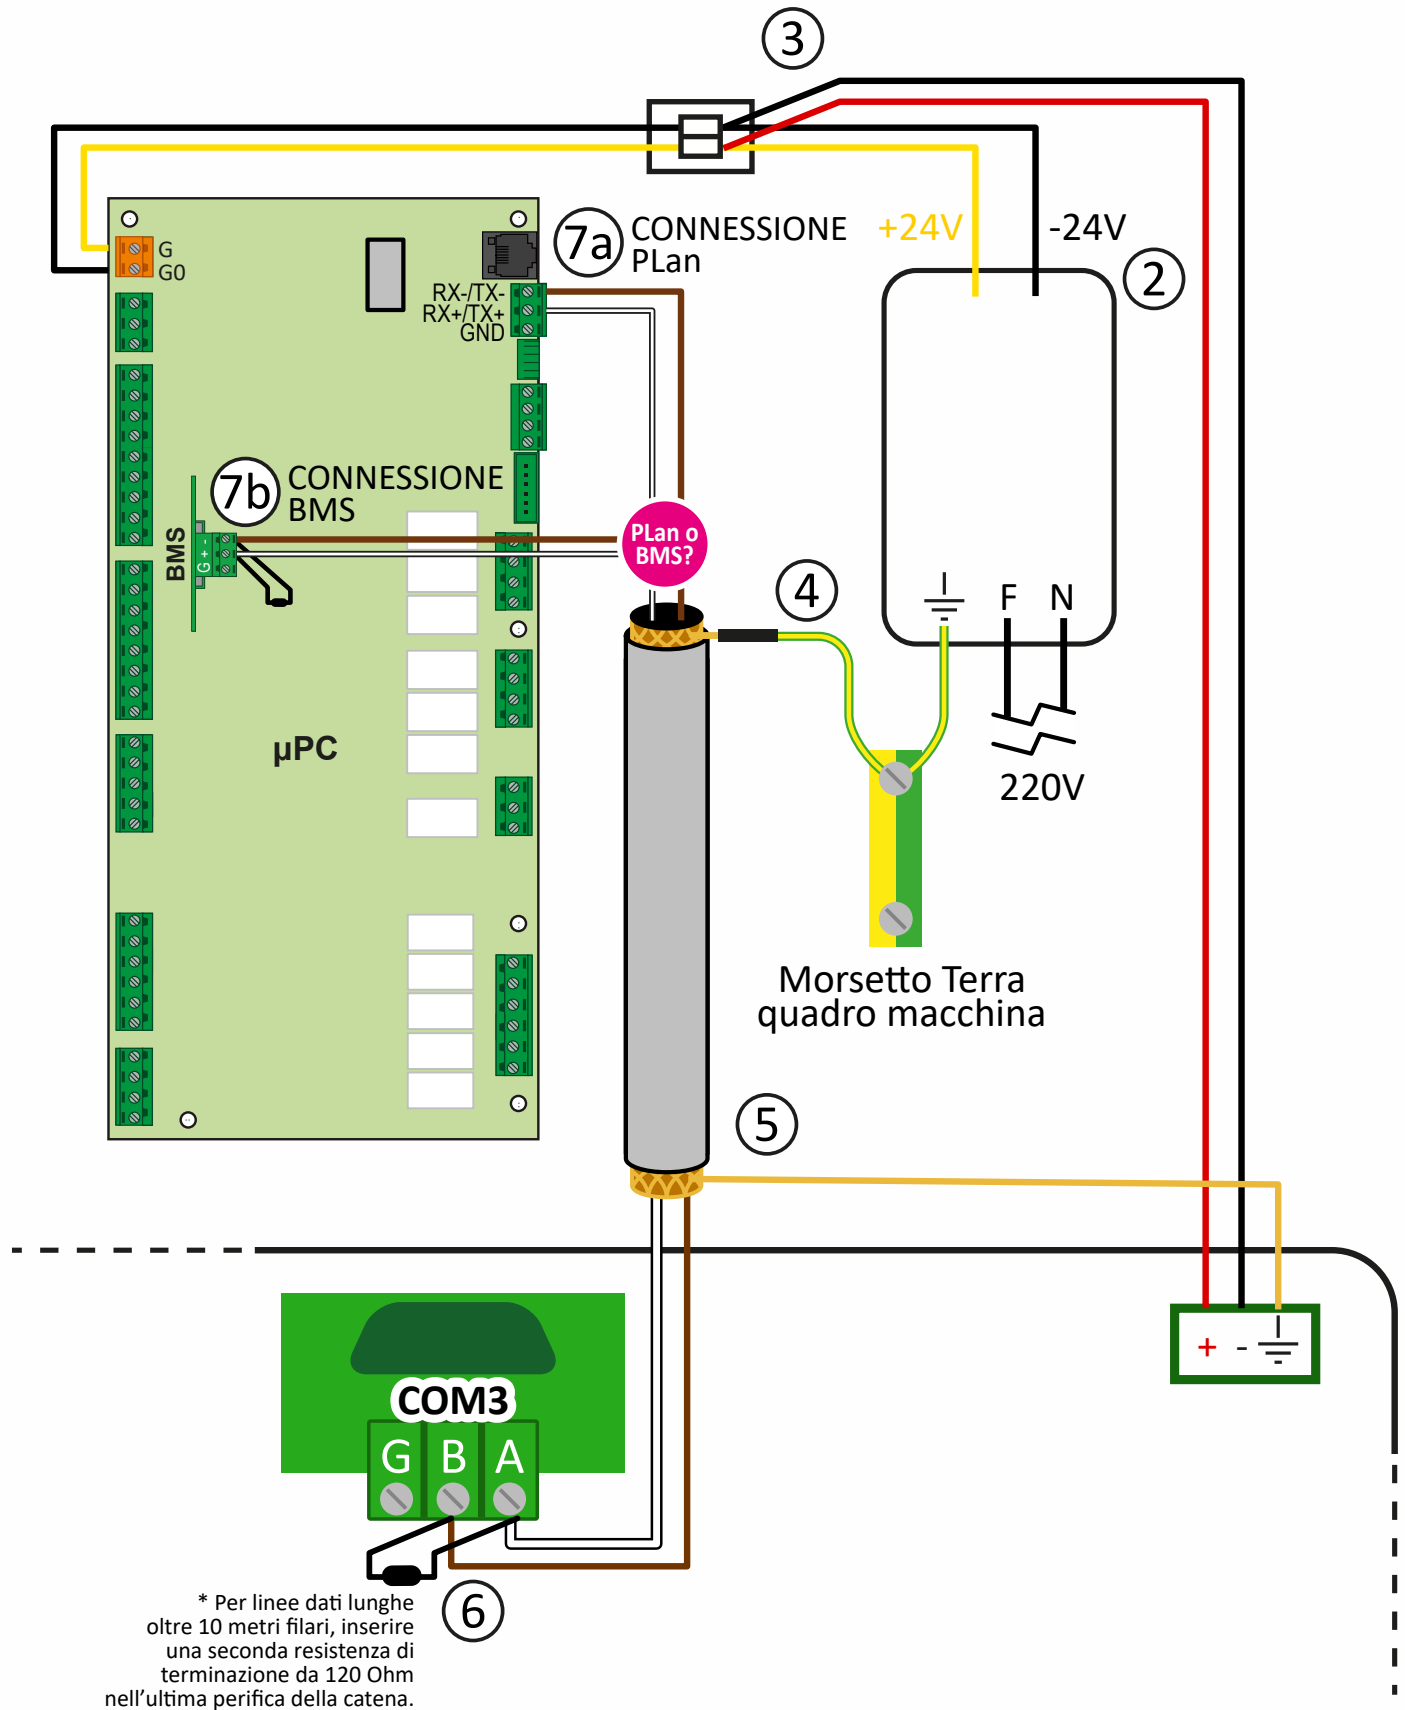 3
7a
CONNESSIONE
PLan
+24V
-24V
2
G
G0
RX-/TX-
RX+/TX+
GND
7b
CONNESSIONE
BMS
BMS
G + -
PLan o
BMS?
4
F N
220V
µPC
Morsetto Terra
quadro macchina
5
+ -
COM3
G B A
6
* Per linee dati lunghe
oltre 10 metri filari, inserire
una seconda resistenza di
terminazione da 120 Ohm
nell'ultima perifica della catena.